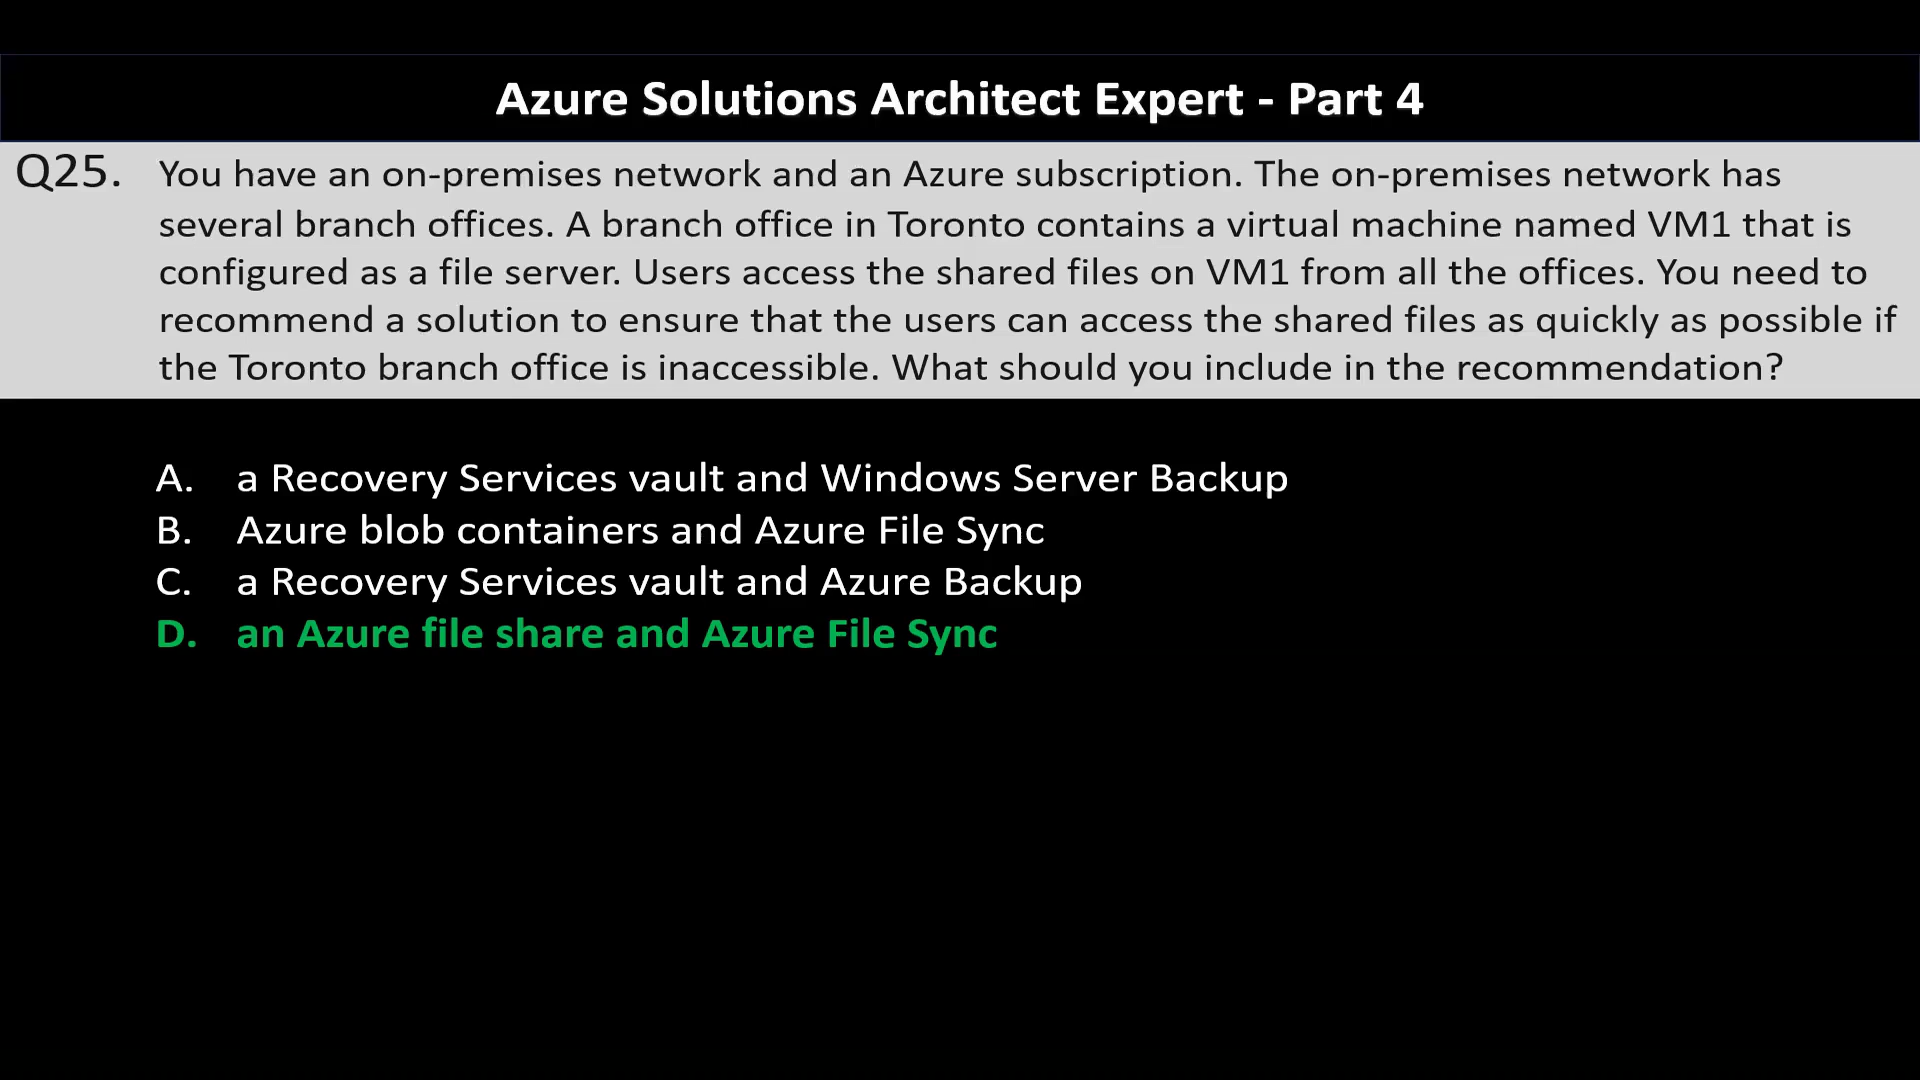 Azure Solutions Architect Expert - Part 4
Q25. You have an on-premises network and an Azure subscription. The on-premises network has
several branch offices. A branch office in Toronto contains a virtual machine named VM1 that is
configured as a file server. Users access the shared files on VM1 from all the offices. You need to
recommend a solution to ensure that the users can access the shared files as quickly as possible if
the Toronto branch office is inaccessible. What should you include in the recommendation?
A. a Recovery Services vault and Windows Server Backup
B. Azure blob containers and Azure File Sync
C. a Recovery Services vault and Azure Backup
D. an Azure file share and Azure File Sync